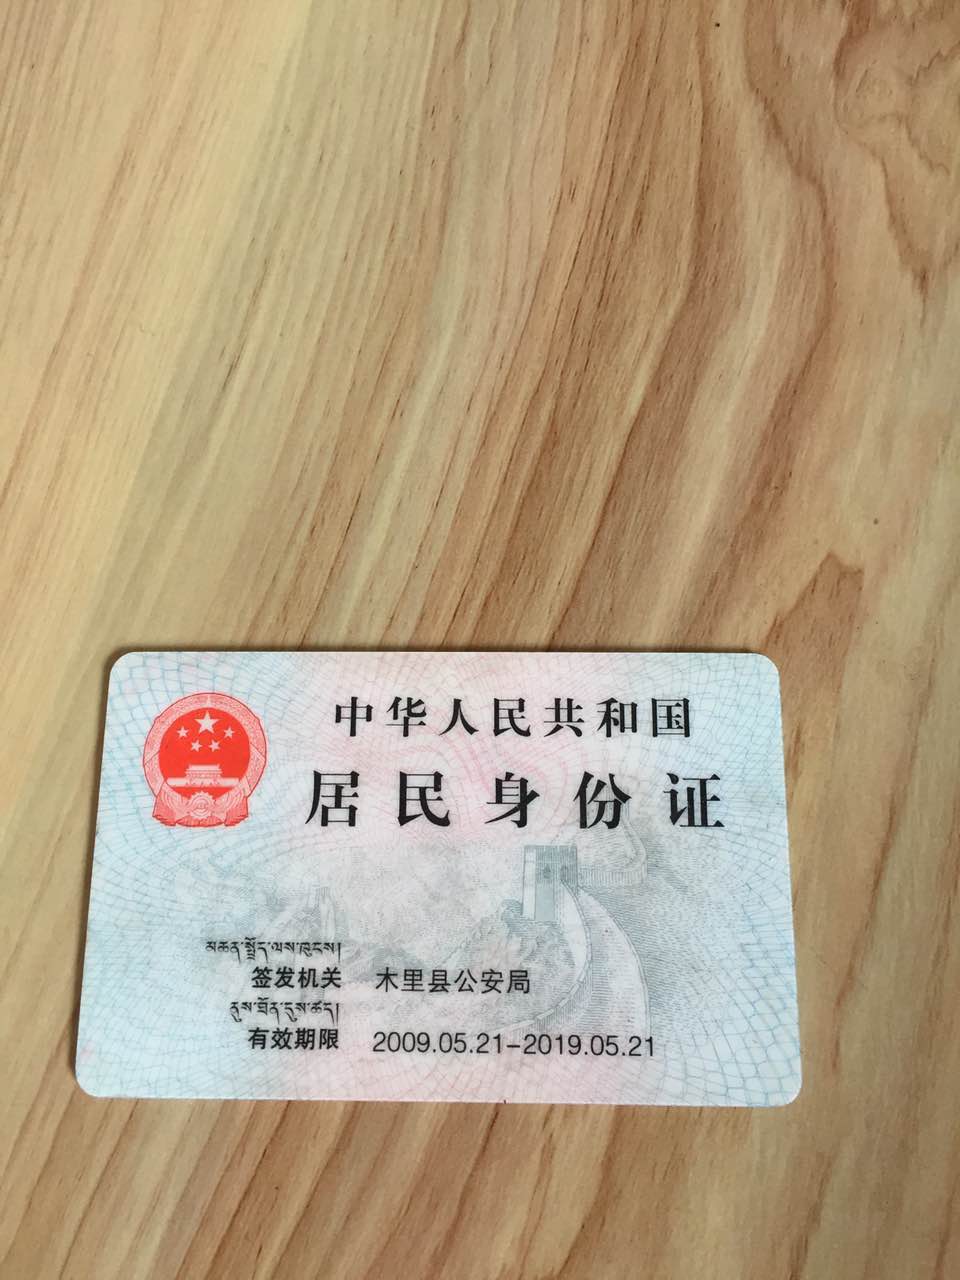 中华人民共和国
居民身份证
མཆན་སྤྲོད་ལས་ཁུངས།
签发机关 木里县公安局
ནུས་ཐོན་དུས་ཚད།
有效期限 2009.05.21-2019.05.21